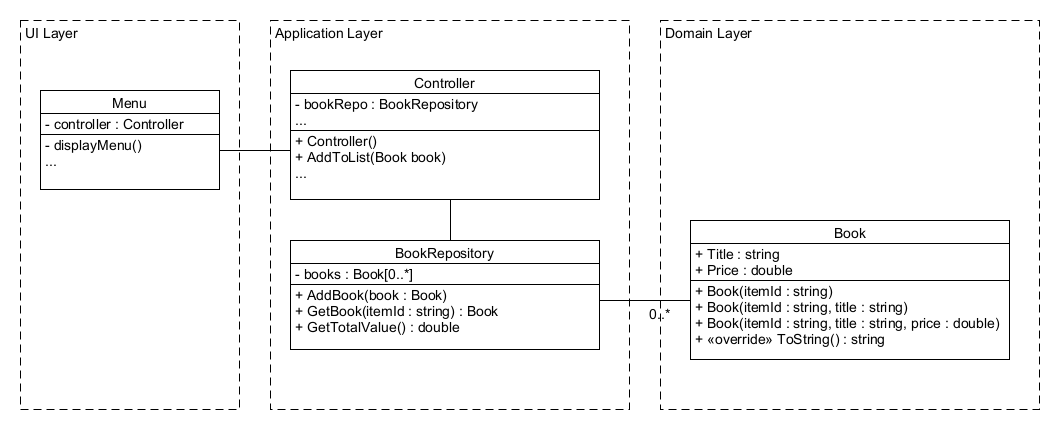 UI Layer
Menu
- controller : Controller
- displayMenu()
...
Application Layer
Controller
- bookRepo : BookRepository
...
+ Controller()
+ AddToList(Book book)
...
BookRepository
- books : Book[0..*]
+ AddBook(book : Book)
+ GetBook(itemId : string) : Book
+ GetTotalValue() : double
0..*
Domain Layer
Book
+ Title : string
+ Price : double
+ Book(itemId : string)
+ Book(itemId : string, title : string)
+ Book(itemId : string, title : string, price : double)
+ «override» ToString() : string